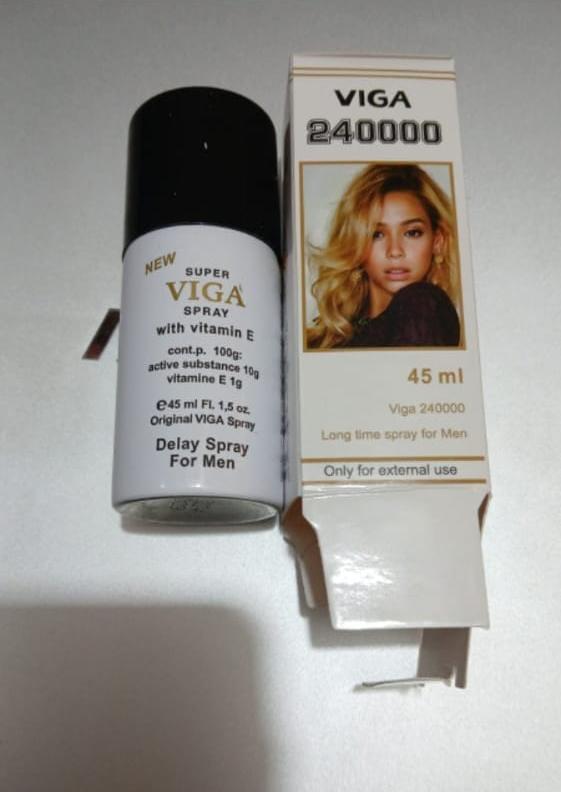 NEW
SUPER
VIGA
SPRAY
with vitamin E
cont.p. 100g:
active substance 10g
vitamine E 1g
℮45 ml Fl. 1,5 oz.
Original VIGA Spray
Delay Spray
For Men
VIGA
240000
45 ml
Viga 240000
Long time spray for Men
Only for external use